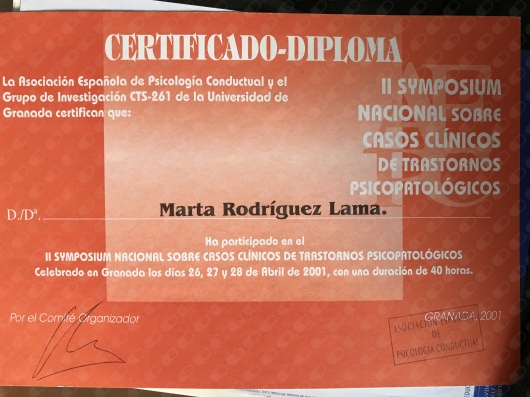 CERTIFICADO-DIPLOMA
La Asociación Española de Psicología Conductual y el
Grupo de Investigación CTS-261 de la Universidad de
Granada certifican que:
II SYMPOSIUM
NACIONAL SOBRE
CASOS CLÍNICOS
DE TRASTORNOS
PSICOPATOLÓGICOS
D./Dª. Marta Rodríguez Lama.
Ha participado en el
II SYMPOSIUM NACIONAL SOBRE CASOS CLÍNICOS DE TRASTORNOS PSICOPATOLÓGICOS
Celebrado en Granada los días 26, 27 y 28 de Abril de 2001, con una duración de 40 horas.
Por el Comité Organizador
GRANADA, 2001
ASOCIACION ESPAÑOLA
DE
PSICOLOGIA CONDUCTUAL